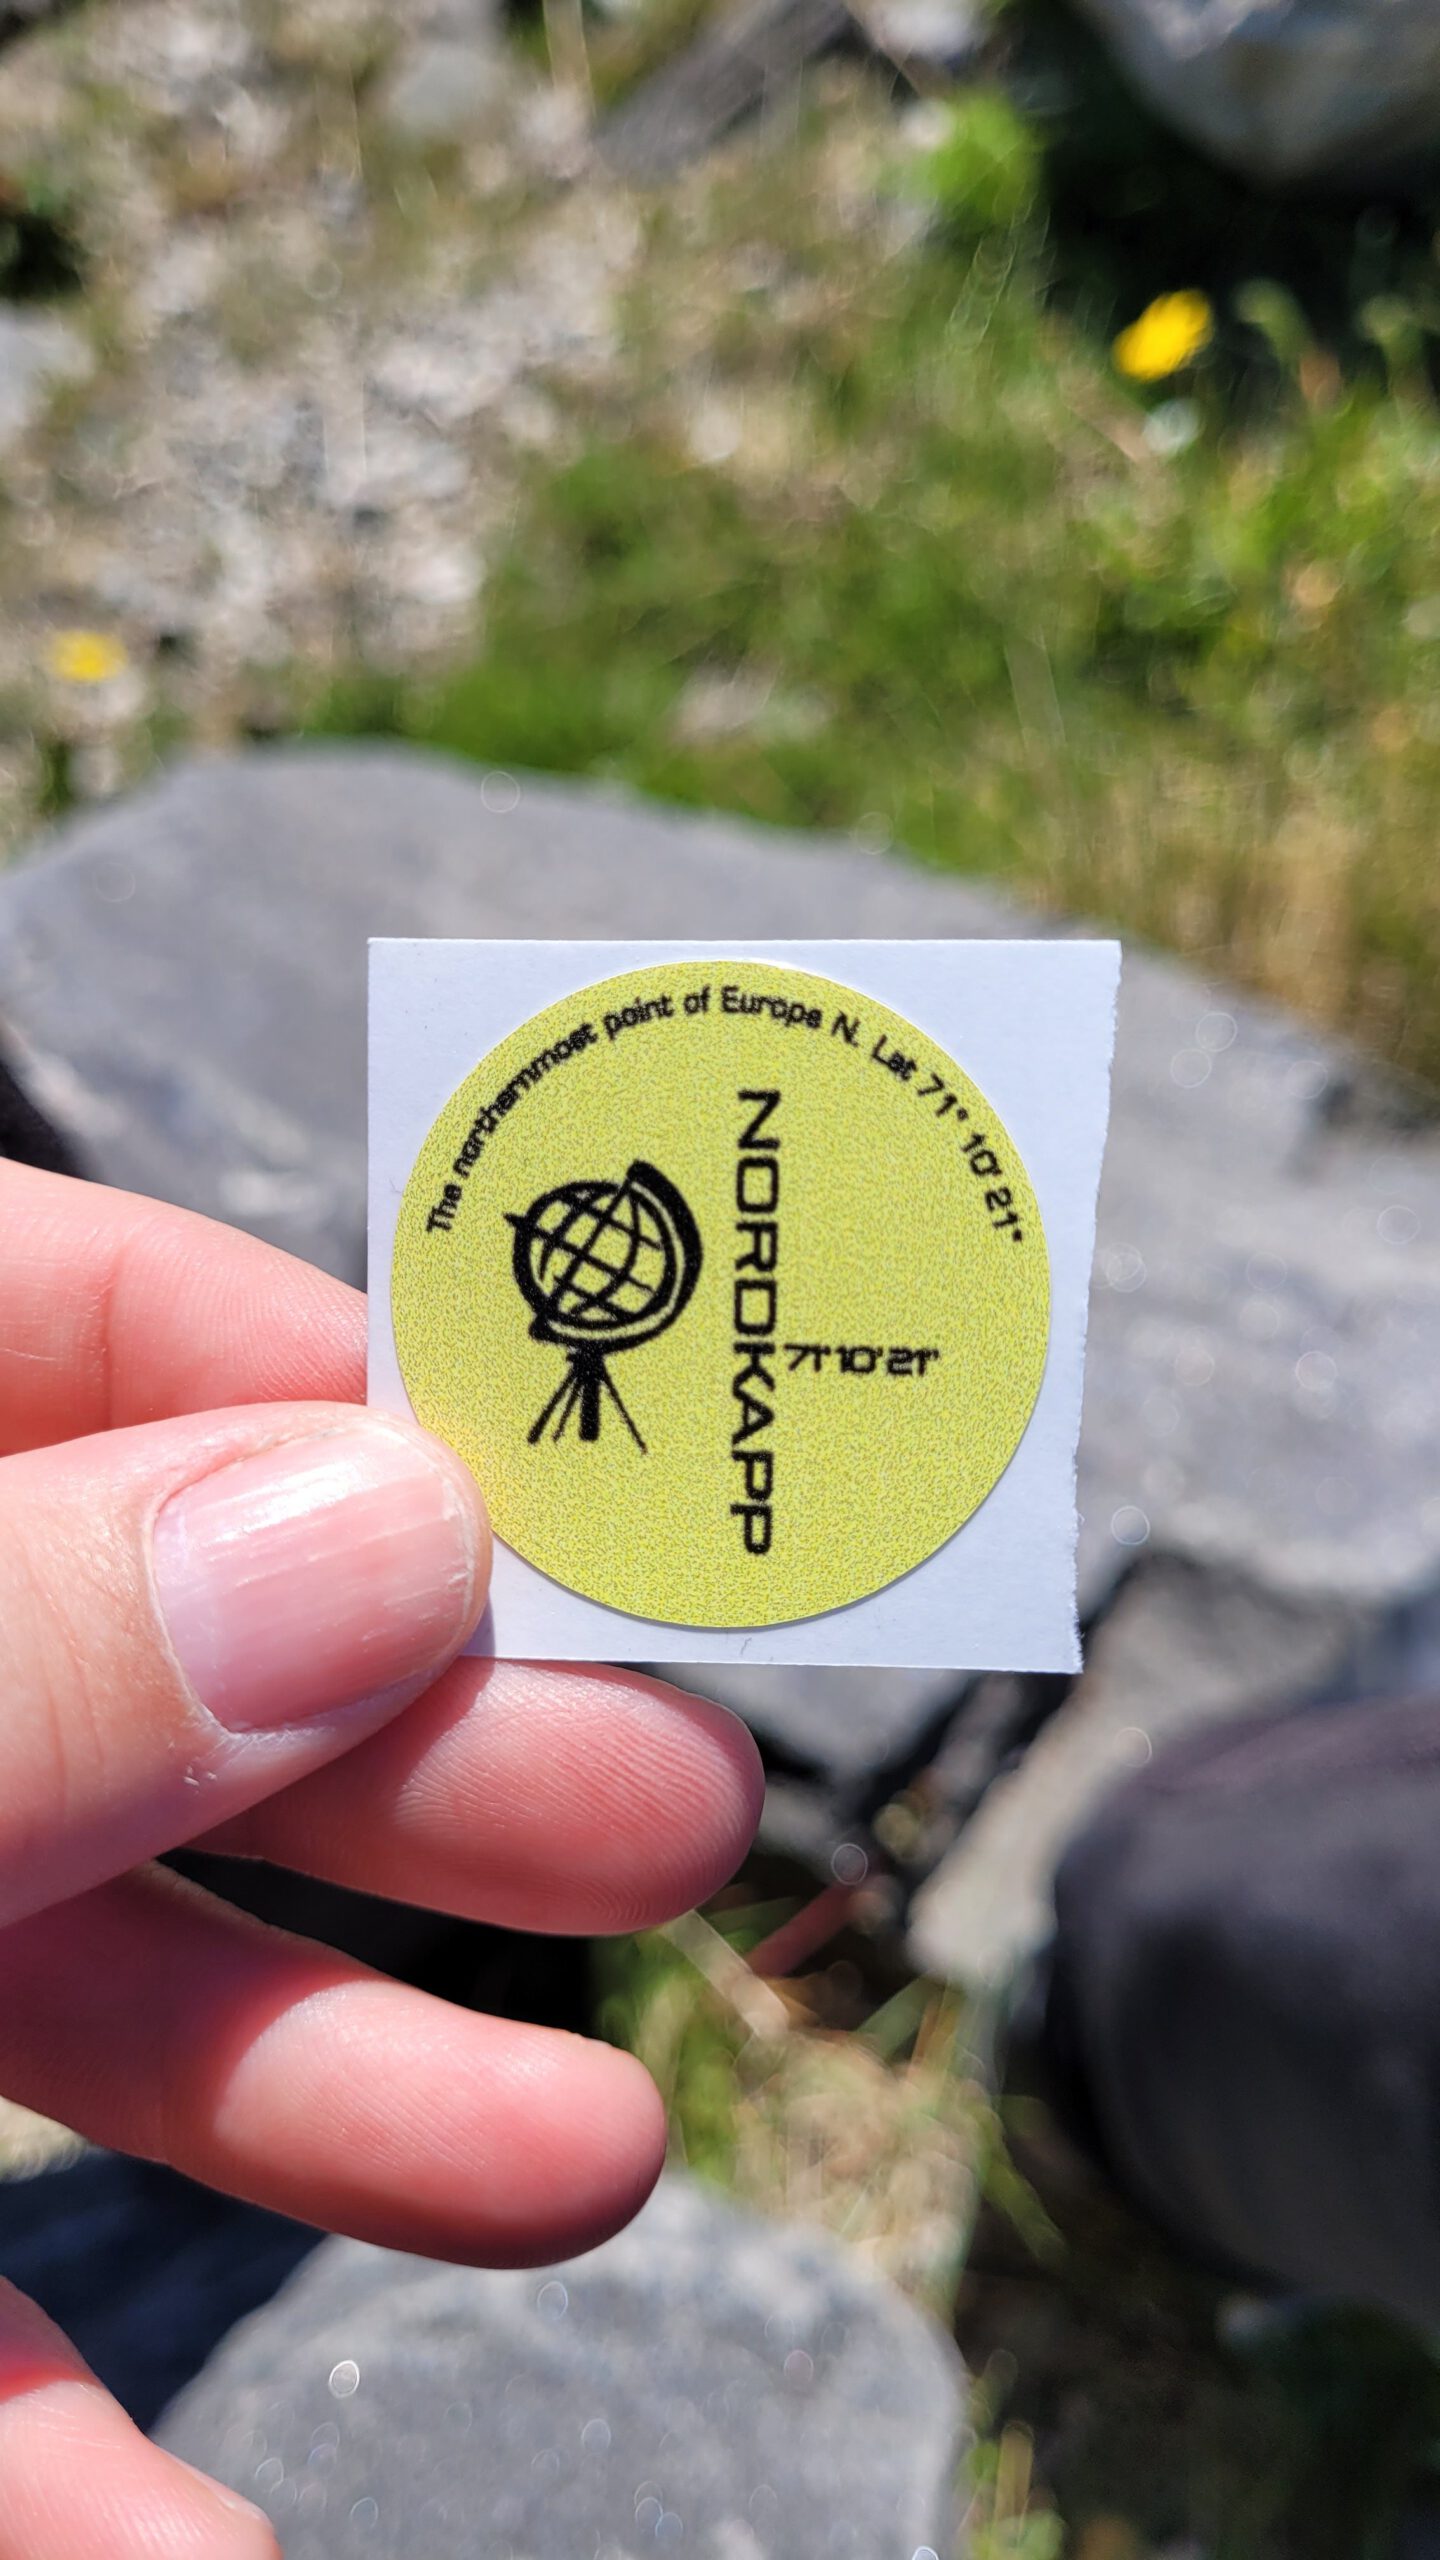 The northernmost point of Europe N. Lat 71° 10' 21"
NORDKAPP
71°10'21"